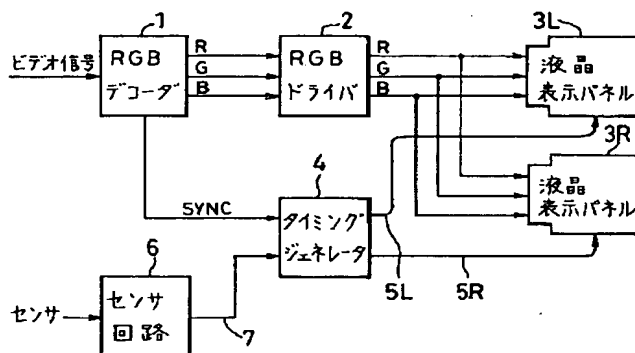 1
2
3L
ビデオ信号
RGB
デコーダ
R
G
B
RGB
ドライバ
R
G
B
液晶
表示パネル
3R
液晶
表示パネル
SYNC
4
タイミング
ジェネレータ
5L
5R
6
センサ
センサ
回路
7